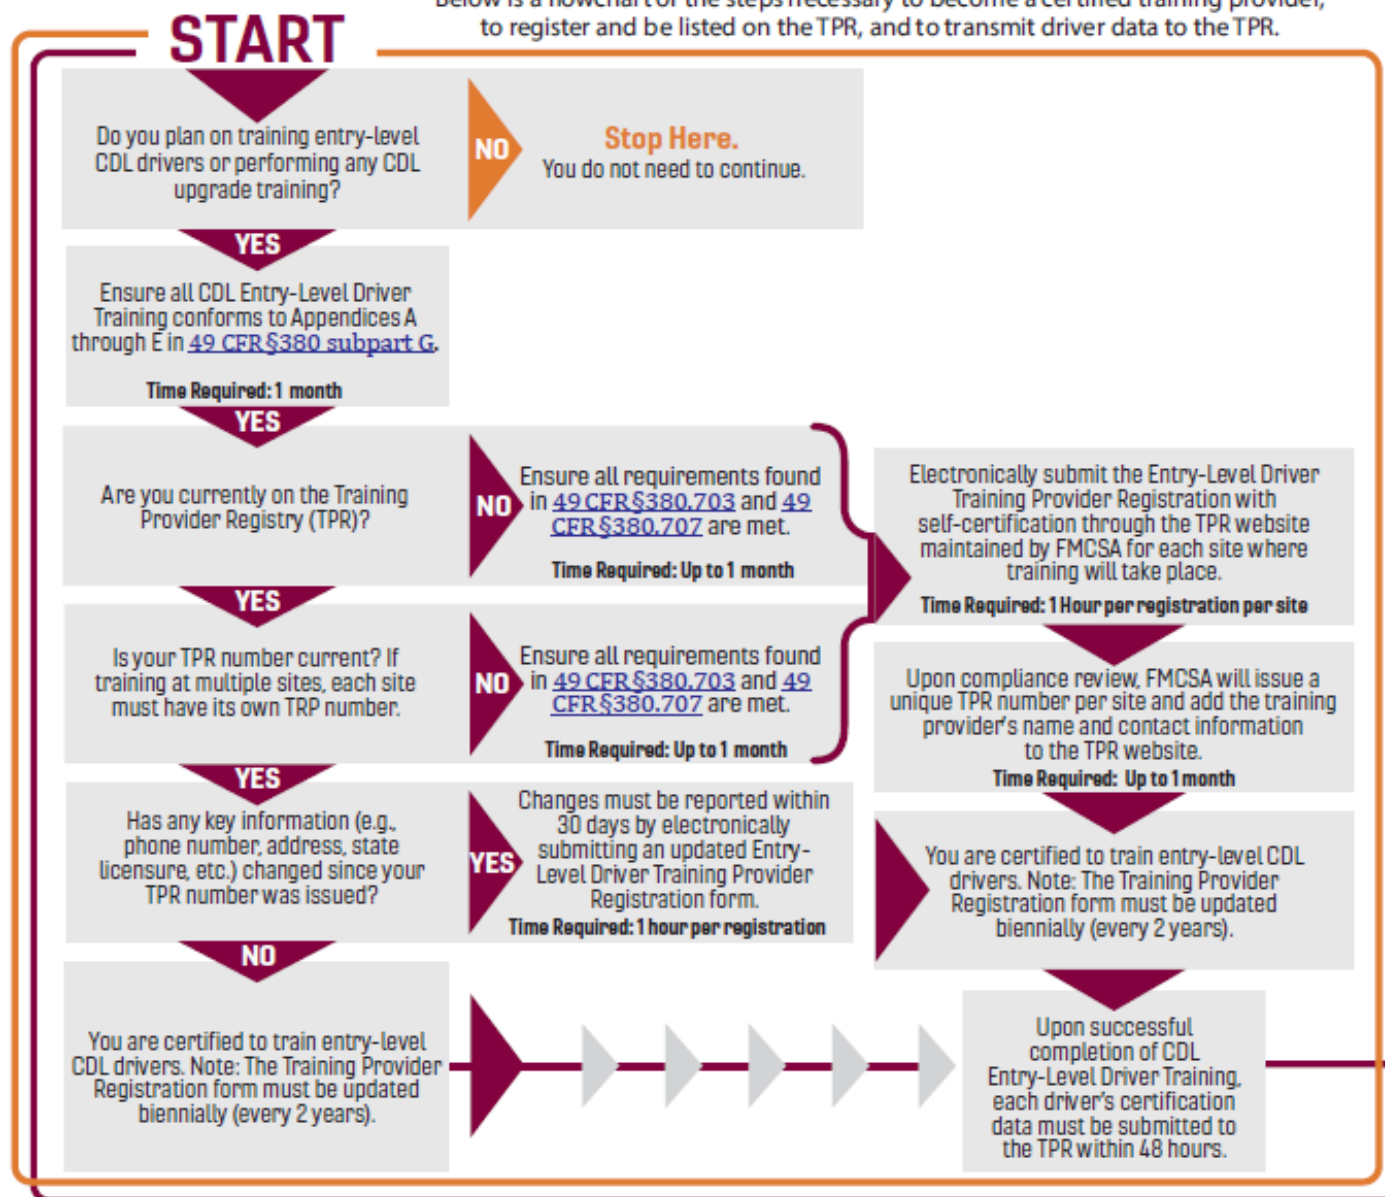 Below is a flowchart of the steps necessary to become a certified training provider,
to register and be listed on the TPR, and to transmit driver data to the TPR.
START
Do you plan on training entry-level
CDL drivers or performing any CDL
upgrade training?
NO
Stop Here.
You do not need to continue.
YES
Ensure all CDL Entry-Level Driver
Training conforms to Appendices A
through E in 49 CFR§380 subpart G.
Time Required: 1 month
YES
Are you currently on the Training
Provider Registry (TPR)?
NO
Ensure all requirements found
in 49 CFR§380.703 and 49
CFR§380.707 are met.
Time Required: Up to 1 month
YES
Is your TPR number current? If
training at multiple sites, each site
must have its own TRP number.
NO
Ensure all requirements found
in 49 CFR§380.703 and 49
CFR§380.707 are met.
Time Required: Up to 1 month
Electronically submit the Entry-Level Driver
Training Provider Registration with
self-certification through the TPR website
maintained by FMCSA for each site where
training will take place.
Time Required: 1 Hour per registration per site
Upon compliance review, FMCSA will issue a
unique TPR number per site and add the training
provider's name and contact information
to the TPR website.
Time Required: Up to 1 month
YES
Has any key information (e.g.,
phone number, address, state
licensure, etc.) changed since your
TPR number was issued?
YES
Changes must be reported within
30 days by electronically
submitting an updated Entry-
Level Driver Training Provider
Registration form.
Time Required: 1 hour per registration
You are certified to train entry-level CDL
drivers. Note: The Training Provider
Registration form must be updated
biennially (every 2 years).
NO
You are certified to train entry-level
CDL drivers. Note: The Training Provider
Registration form must be updated
biennially (every 2 years).
Upon successful
completion of CDL
Entry-Level Driver Training,
each driver's certification
data must be submitted to
the TPR within 48 hours.